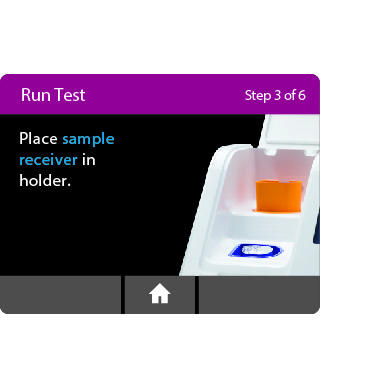 Run Test
Step 3 of 6
Place sample
receiver in
holder.